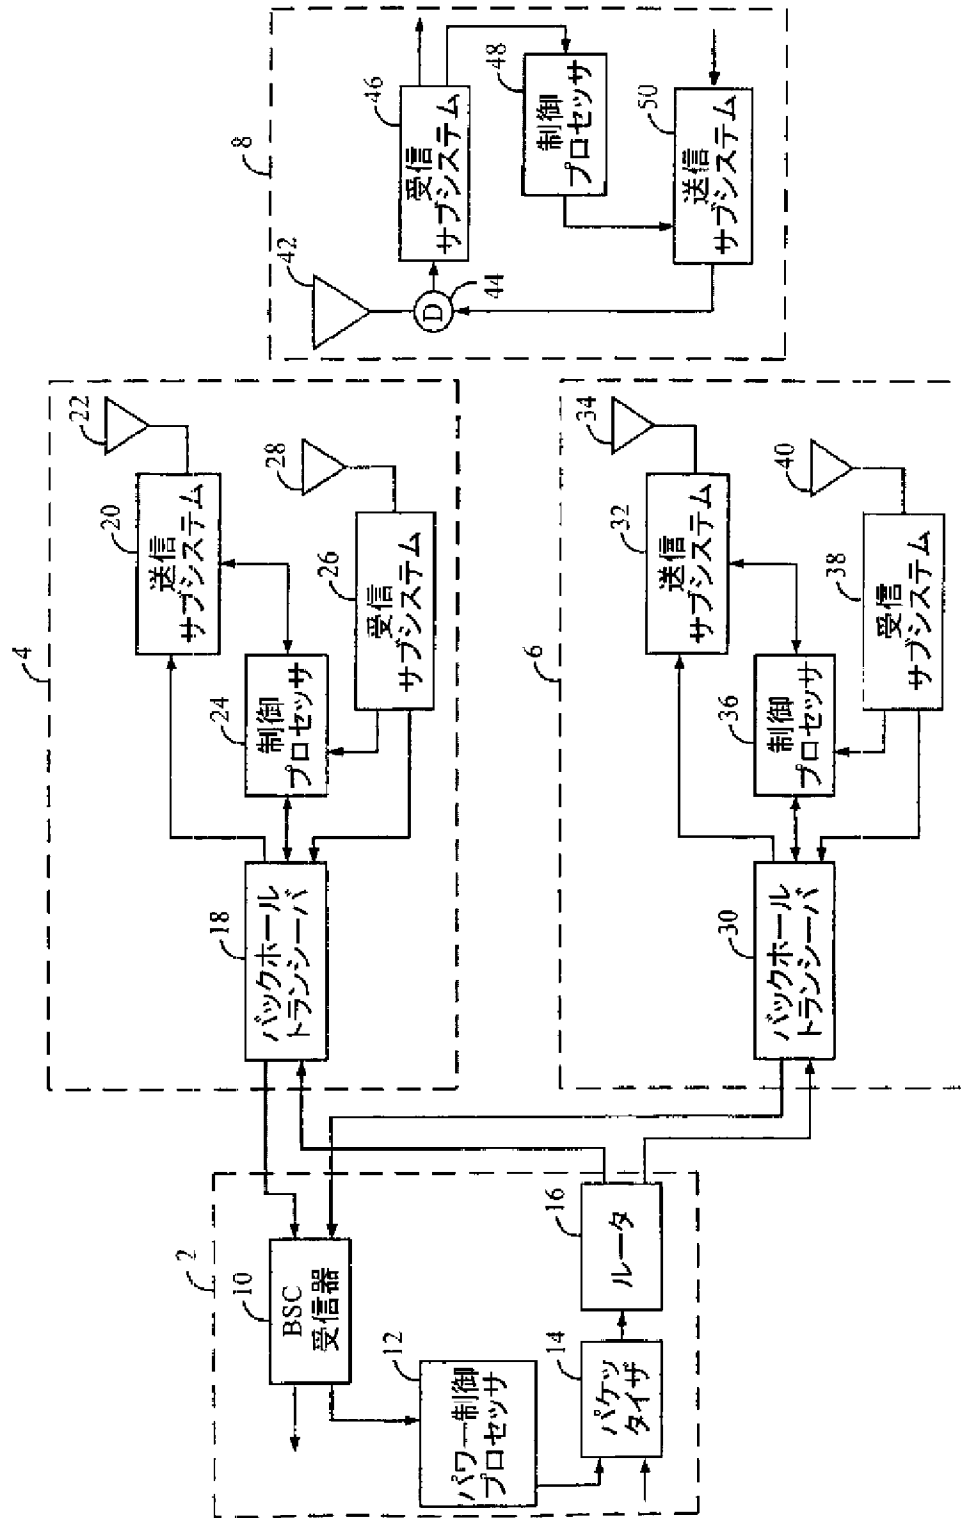 2
10
BSC
受信器
12
パワー制御
プロセッサ
14
パケッ
タイザ
16
ルータ
4
18
バックホール
トランシーバ
20
送信
サブシステム
22
24
制御
プロセッサ
26
受信
サブシステム
28
6
30
バックホール
トランシーバ
32
送信
サブシステム
34
36
制御
プロセッサ
38
受信
サブシステム
40
8
42
D
44
46
受信
サブシステム
48
制御
プロセッサ
50
送信
サブシステム